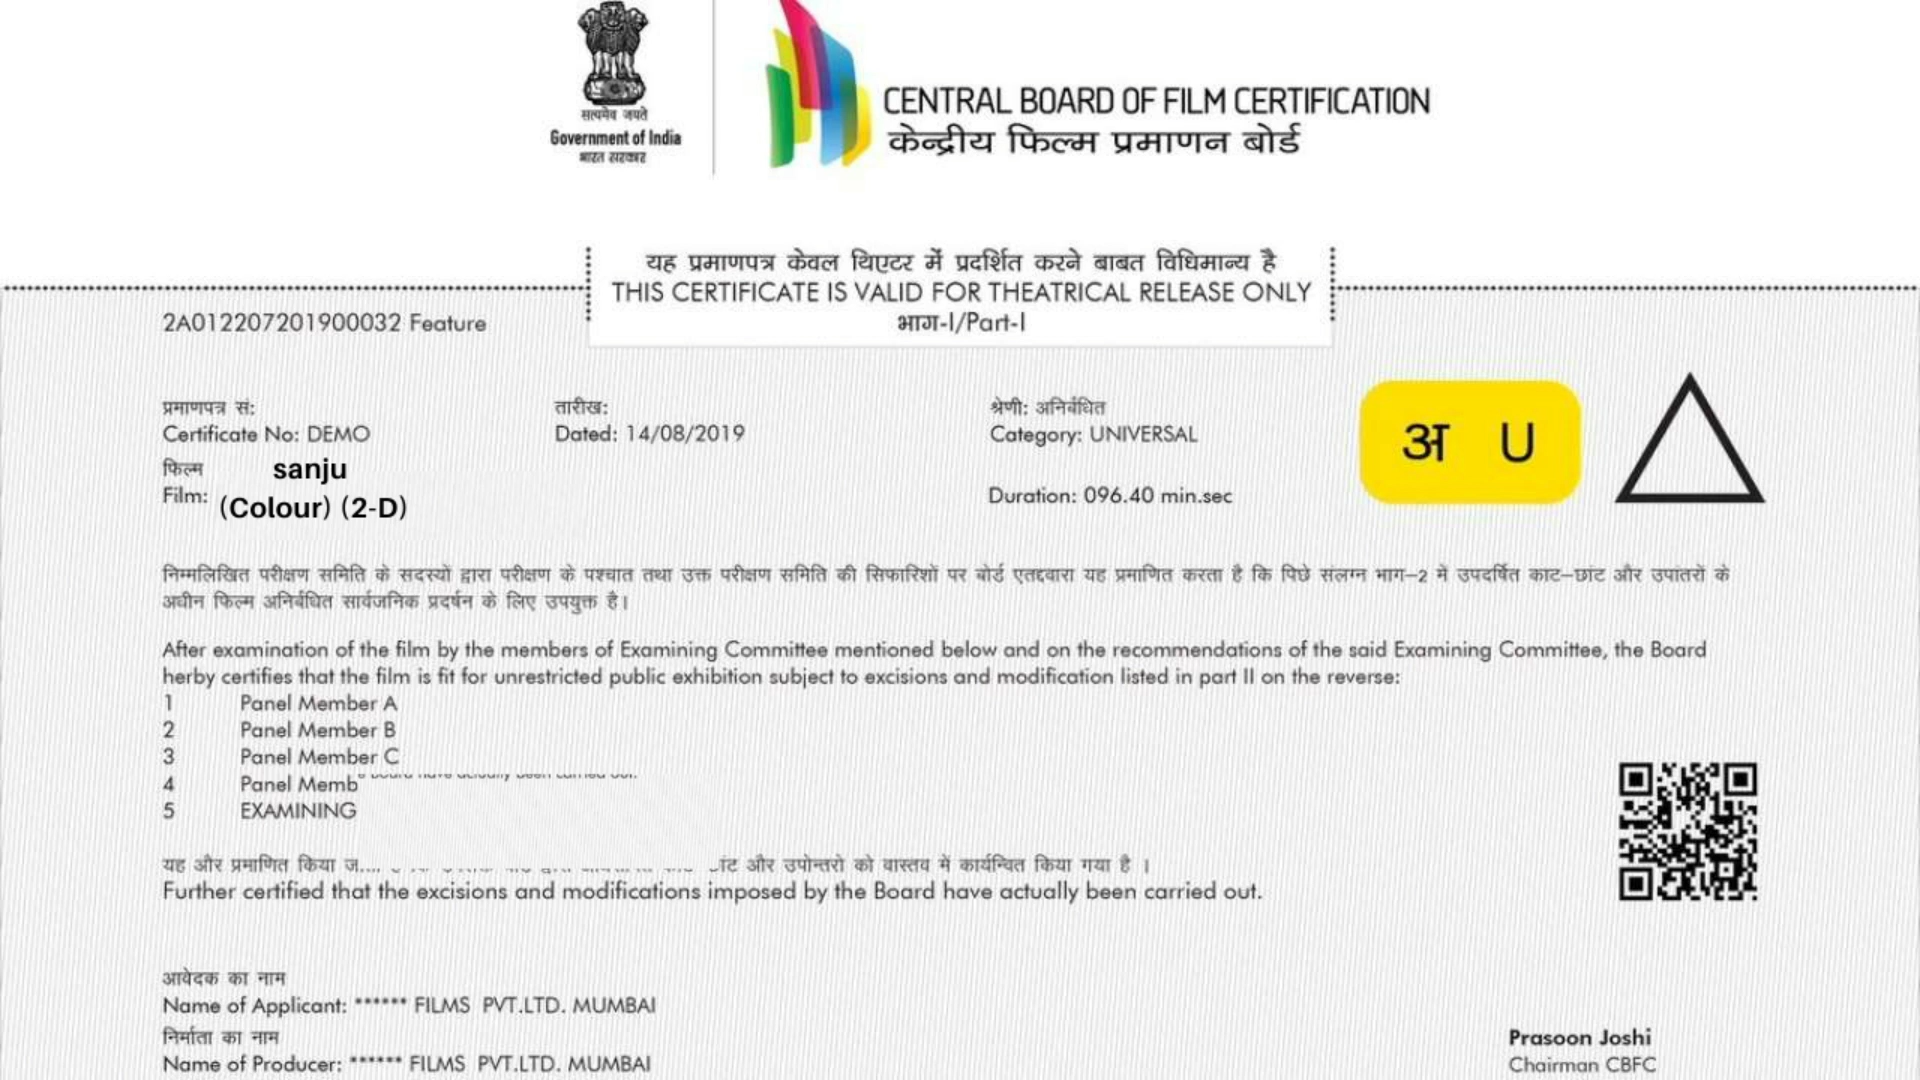 सत्यमेव जयते
Government of India
भारत सरकार
CENTRAL BOARD OF FILM CERTIFICATION
केन्द्रीय फिल्म प्रमाणन बोर्ड
यह प्रमाणपत्र केवल थिएटर में प्रदर्शित करने बाबत विधिमान्य है
THIS CERTIFICATE IS VALID FOR THEATRICAL RELEASE ONLY
भाग-I/Part-I
2A012207201900032 Feature
प्रमाणपत्र सं:
Certificate No: DEMO
तारीख:
Dated: 14/08/2019
श्रेणी: अनिर्बंधित
Category: UNIVERSAL
अ U
फिल्म
Film:
sanju
(Colour) (2-D)
Duration: 096.40 min.sec
निम्नलिखित परीक्षण समिति के सदस्यों द्वारा परीक्षण के पश्चात तथा उक्त परीक्षण समिति की सिफारिशों पर बोर्ड एतद्दवारा यह प्रमाणित करता है कि पिछे संलग्न भाग-2 में उपदर्षित काट-छांट और उपांतरों के
अधीन फिल्म अनिर्बंधित सार्वजनिक प्रदर्षन के लिए उपयुक्त है।
After examination of the film by the members of Examining Committee mentioned below and on the recommendations of the said Examining Committee, the Board
herby certifies that the film is fit for unrestricted public exhibition subject to excisions and modification listed in part II on the reverse:
1 Panel Member A
2 Panel Member B
3 Panel Member C
4 Panel Memb
5 EXAMINING
यह और प्रमाणित किया और उपोन्तरो को वास्तव में कार्यन्वित किया गया है ।
Further certified that the excisions and modifications imposed by the Board have actually been carried out.
आवेदक का नाम
Name of Applicant: ****** FILMS PVT.LTD. MUMBAI
निर्माता का नाम
Name of Producer: ****** FILMS PVT.LTD. MUMBAI
Prasoon Joshi
Chairman CBFC